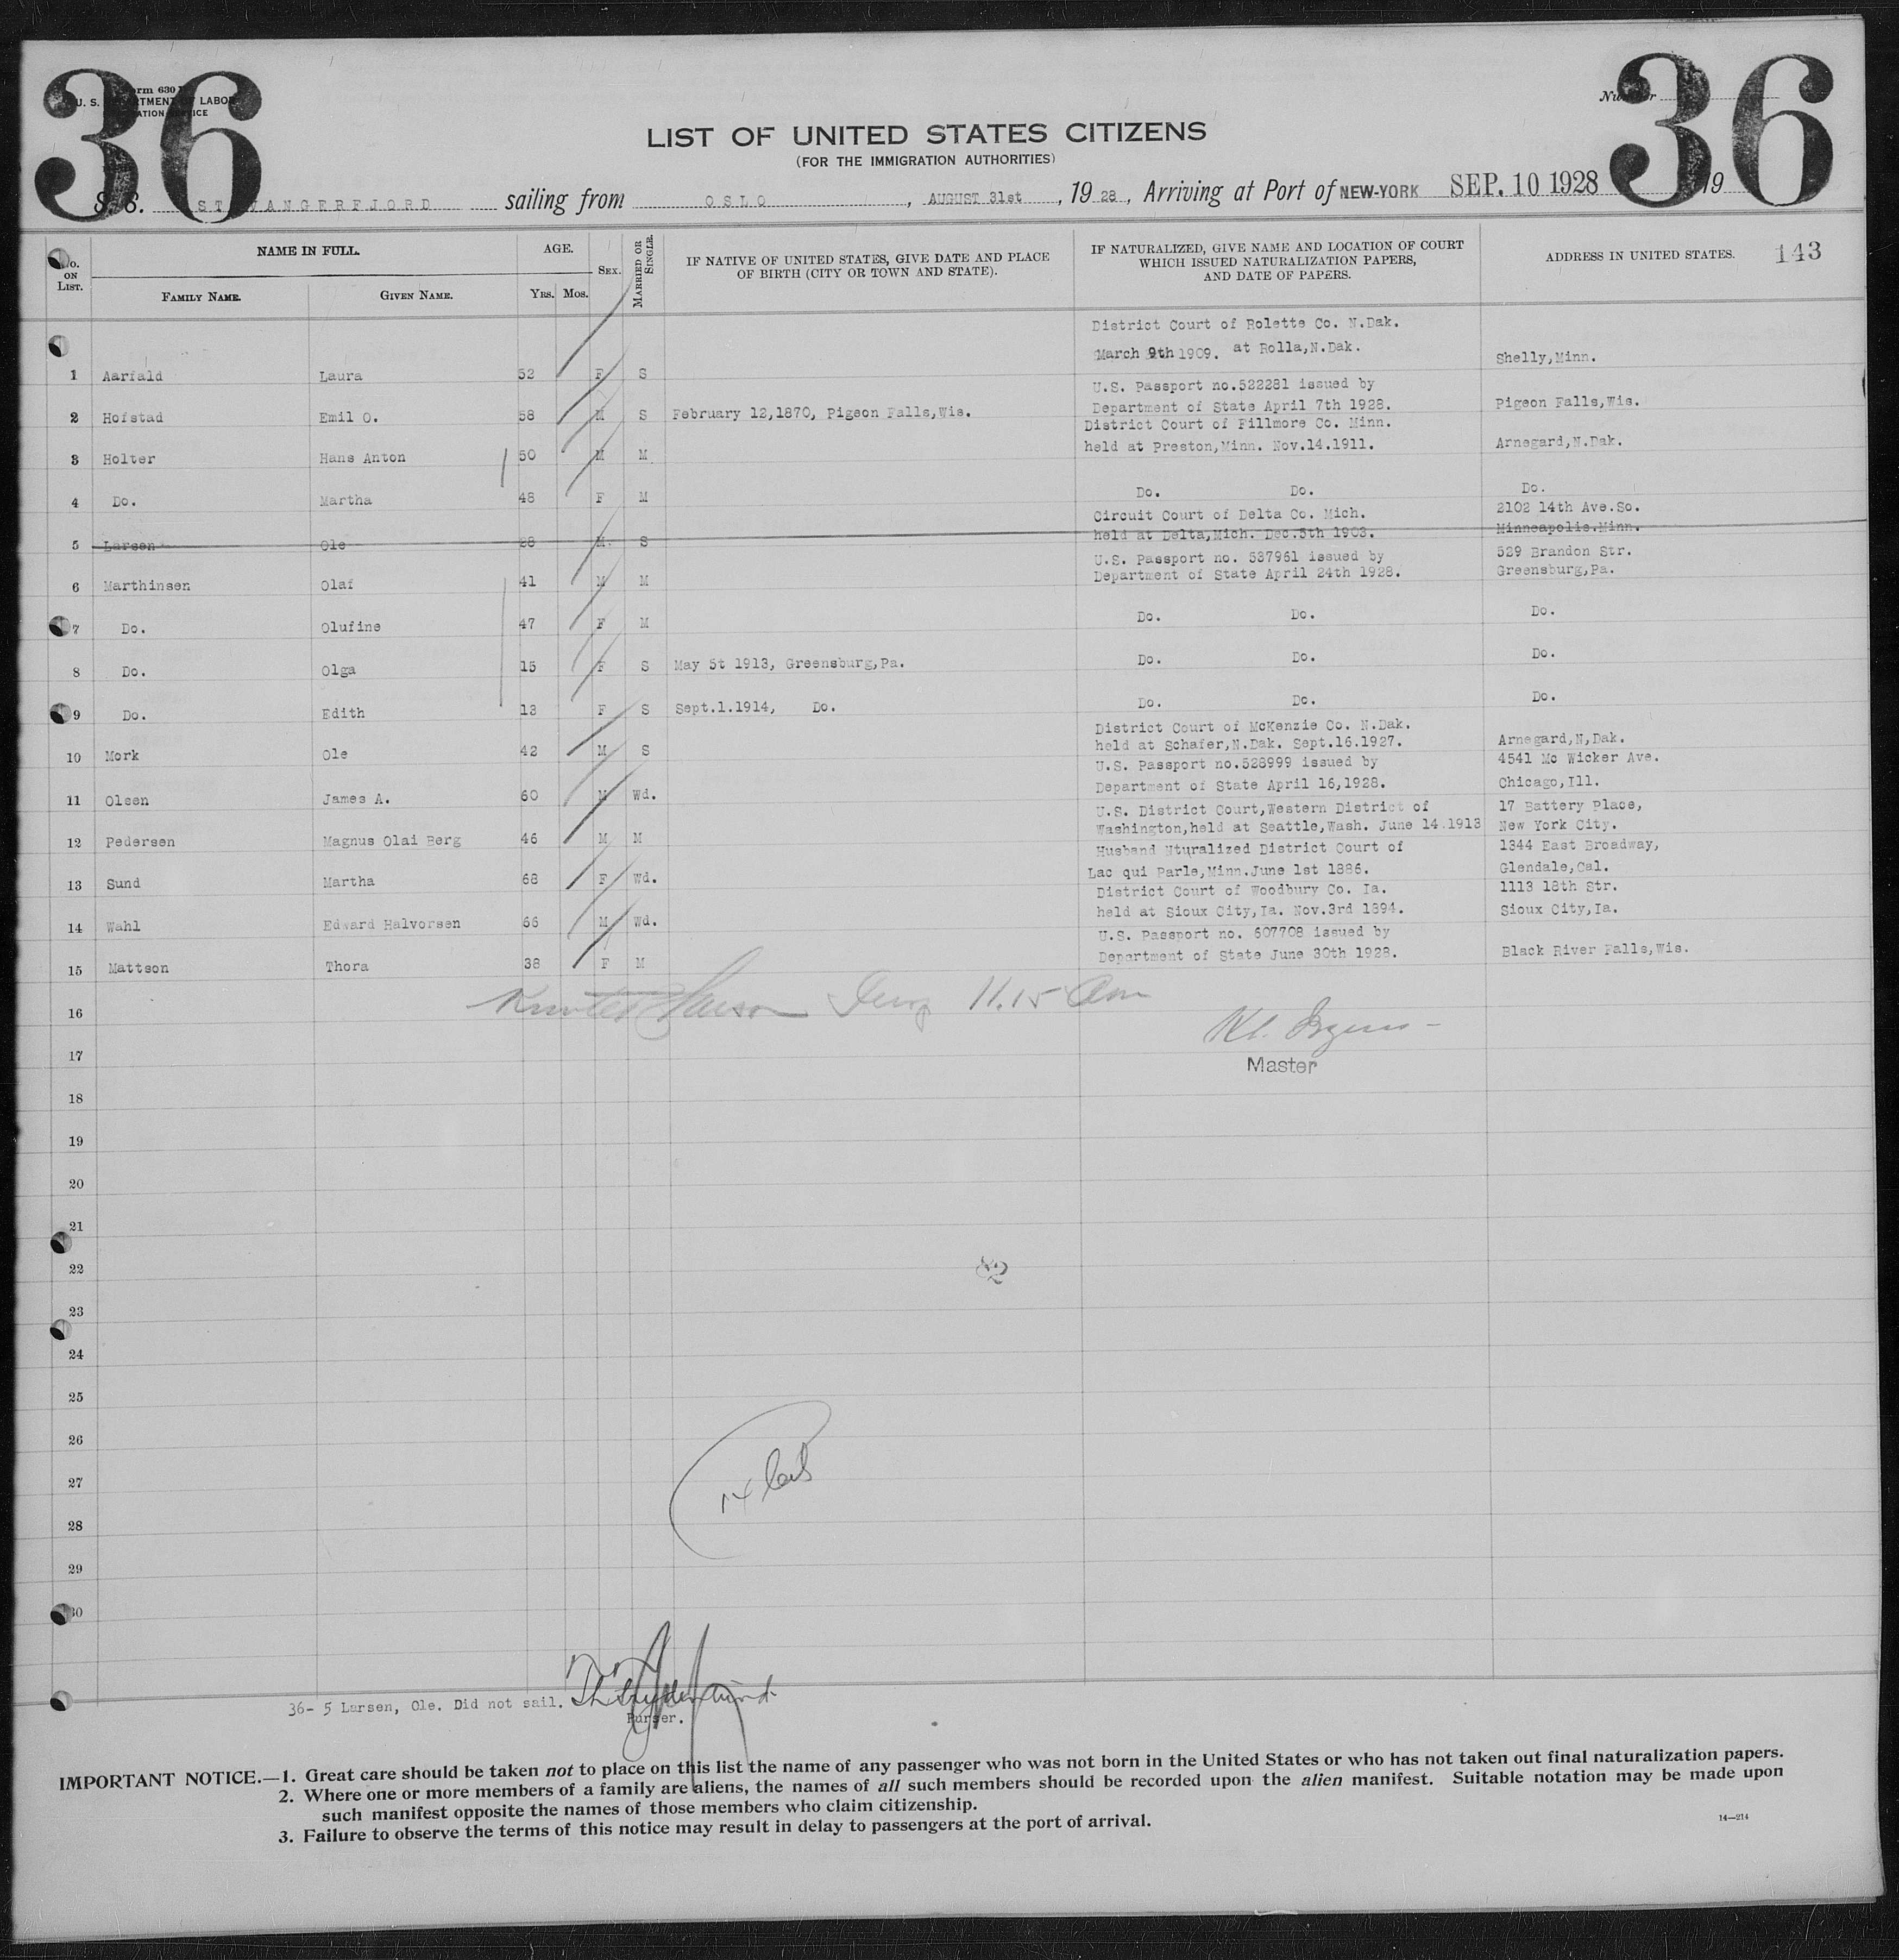 36
36
Form 630
U. S. DEPARTMENT OF LABOR
IMMIGRATION SERVICE
Number
LIST OF UNITED STATES CITIZENS
(FOR THE IMMIGRATION AUTHORITIES)
S. S. STAVANGERFJORD sailing from OSLO, AUGUST 31st, 1928, Arriving at Port of NEW-YORK SEP. 10 1928 19
143
No. ON LIST.
NAME IN FULL.
FAMILY NAME. GIVEN NAME.
AGE.
YRS. MOS.
SEX.
MARRIED OR SINGLE.
IF NATIVE OF UNITED STATES, GIVE DATE AND PLACE
OF BIRTH (CITY OR TOWN AND STATE).
IF NATURALIZED, GIVE NAME AND LOCATION OF COURT
WHICH ISSUED NATURALIZATION PAPERS,
AND DATE OF PAPERS.
ADDRESS IN UNITED STATES.
District Court of Rolette Co. N.Dak.
March 9th 1909. at Rolla,N.Dak. Shelly,Minn.
1 Aarfald Laura 52 F S
U.S. Passport no.522281 issued by
2 Hofstad Emil O. 58 M S February 12,1870, Pigeon Falls,Wis. Department of State April 7th 1928. Pigeon Falls,Wis.
District Court of Fillmore Co. Minn.
3 Holter Hans Anton 50 M M held at Preston,Minn. Nov.14.1911. Arnegard,N.Dak.
4 Do. Martha 48 F M Do. Do. Do.
Circuit Court of Delta Co. Mich. 2102 14th Ave.So.
5 Larsen Ole 28 M. S held at Delta,Mich. Dec.5th 1903. Minneapolis.Minn.
U.S. Passport no. 537961 issued by 529 Brandon Str.
6 Marthinsen Olaf 41 M M Department of State April 24th 1928. Greensburg,Pa.
7 Do. Olufine 47 F M Do. Do. Do.
8 Do. Olga 15 F S May 5t 1913, Greensburg,Pa. Do. Do. Do.
9 Do. Edith 13 F S Sept.1.1914, Do. Do. Do. Do.
District Court of McKenzie Co. N.Dak.
10 Mork Ole 42 M S held at Schafer,N.Dak. Sept.16.1927. Arnegard,N,Dak.
U.S. Passport no.528999 issued by 4541 Mc Wicker Ave.
11 Olsen James A. 60 M Wd. Department of State April 16,1928. Chicago,Ill.
U.S. District Court,Western District of 17 Battery Place,
12 Pedersen Magnus Olai Berg 46 M M Washington,held at Seattle,Wash. June 14.1913 New York City.
Husband Nturalized District Court of 1344 East Broadway,
13 Sund Martha 68 F Wd. Lac qui Parle,Minn.June 1st 1886. Glendale,Cal.
District Court of Woodbury Co. Ia. 1113 18th Str.
14 Wahl Edward Halvorsen 66 M Wd. held at Sioux City,Ia. Nov.3rd 1894. Sioux City,Ia.
U.S. Passport no. 607708 issued by
15 Mattson Thora 38 F M Department of State June 30th 1928. Black River Falls,Wis.
11.15 am
16
17
Master
18
19
20
21
22
23
24
25
26
27
28
29
30
36- 5 Larsen, Ole. Did not sail.
Purser.
IMPORTANT NOTICE.—1. Great care should be taken not to place on this list the name of any passenger who was not born in the United States or who has not taken out final naturalization papers.
2. Where one or more members of a family are aliens, the names of all such members should be recorded upon the alien manifest. Suitable notation may be made upon
such manifest opposite the names of those members who claim citizenship.
3. Failure to observe the terms of this notice may result in delay to passengers at the port of arrival.
14—214